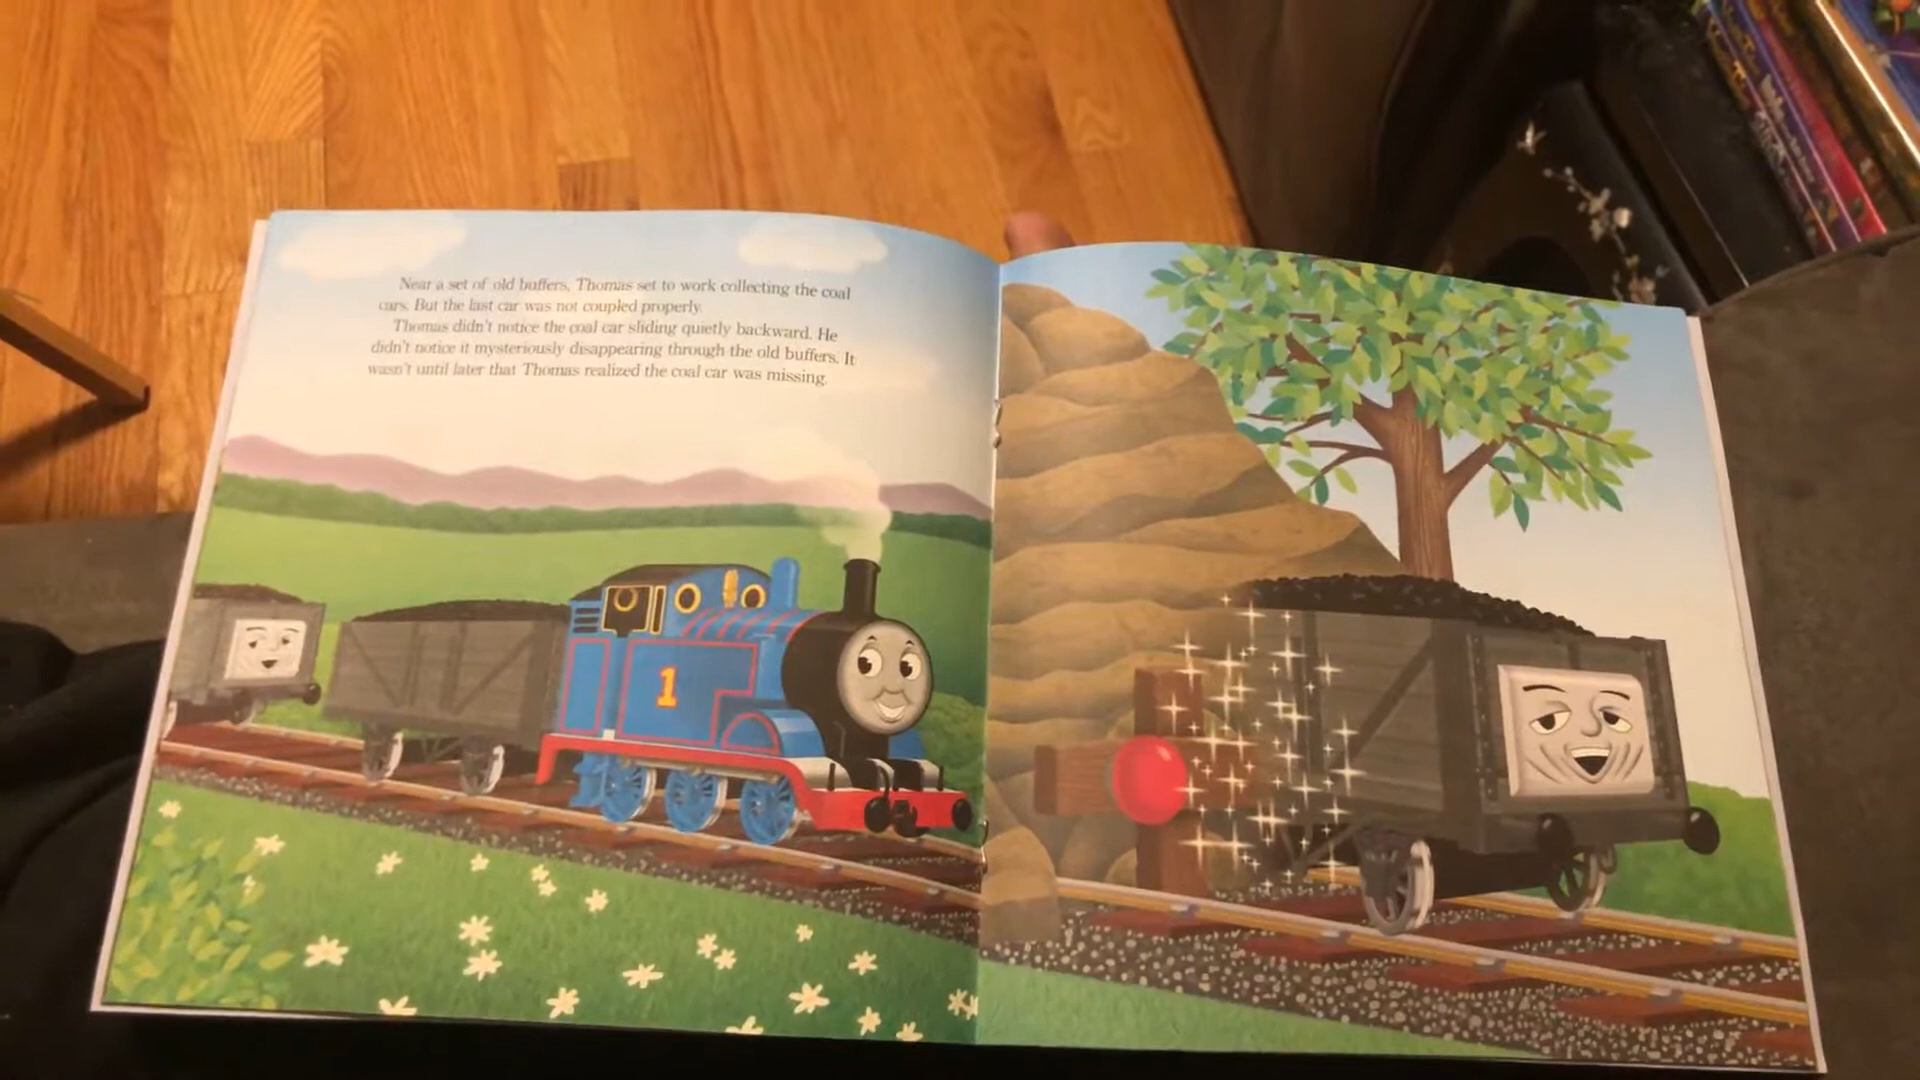 Near a set of old buffers, Thomas set to work collecting the coal
cars. But the last car was not coupled properly.
Thomas didn't notice the coal car sliding quietly backward. He
didn't notice it mysteriously disappearing through the old buffers. It
wasn't until later that Thomas realized the coal car was missing.
1